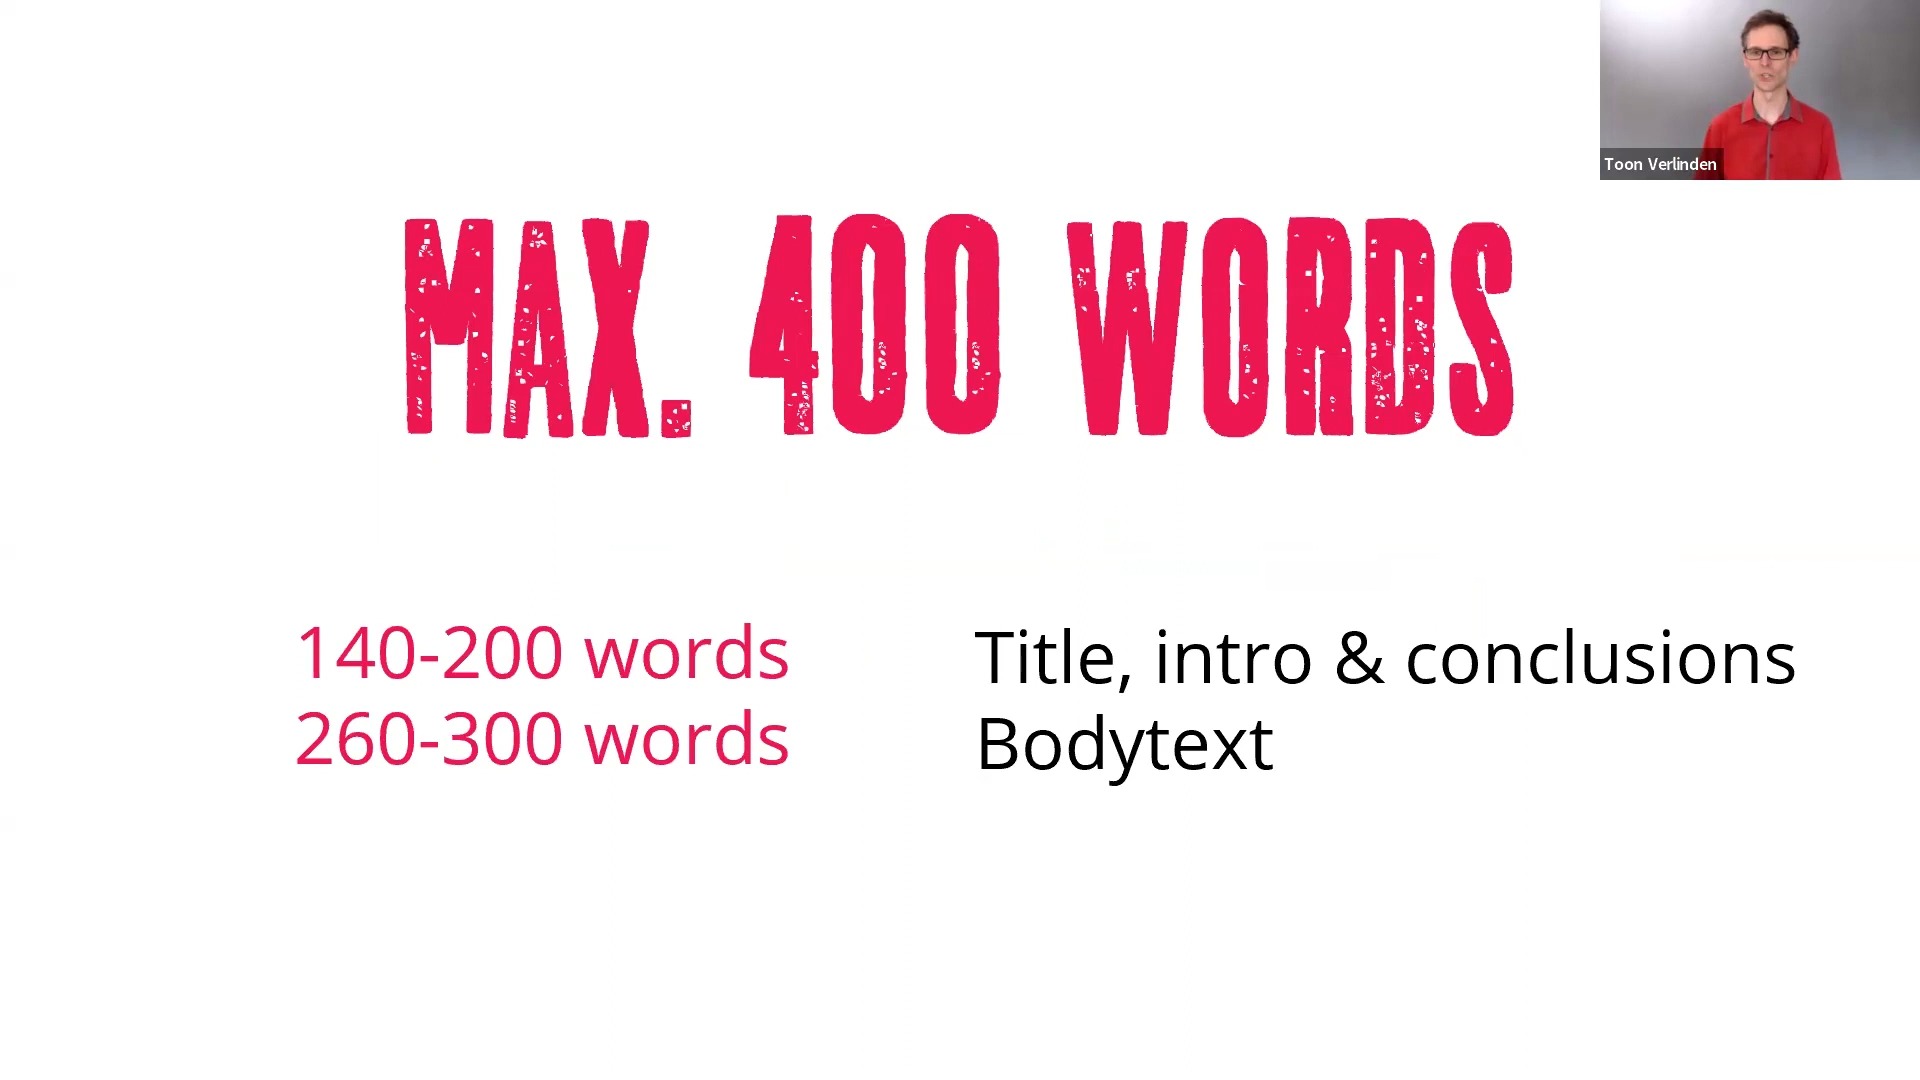 Toon Verlinden
MAX. 400 WORDS
140-200 words
Title, intro & conclusions
260-300 words
Bodytext